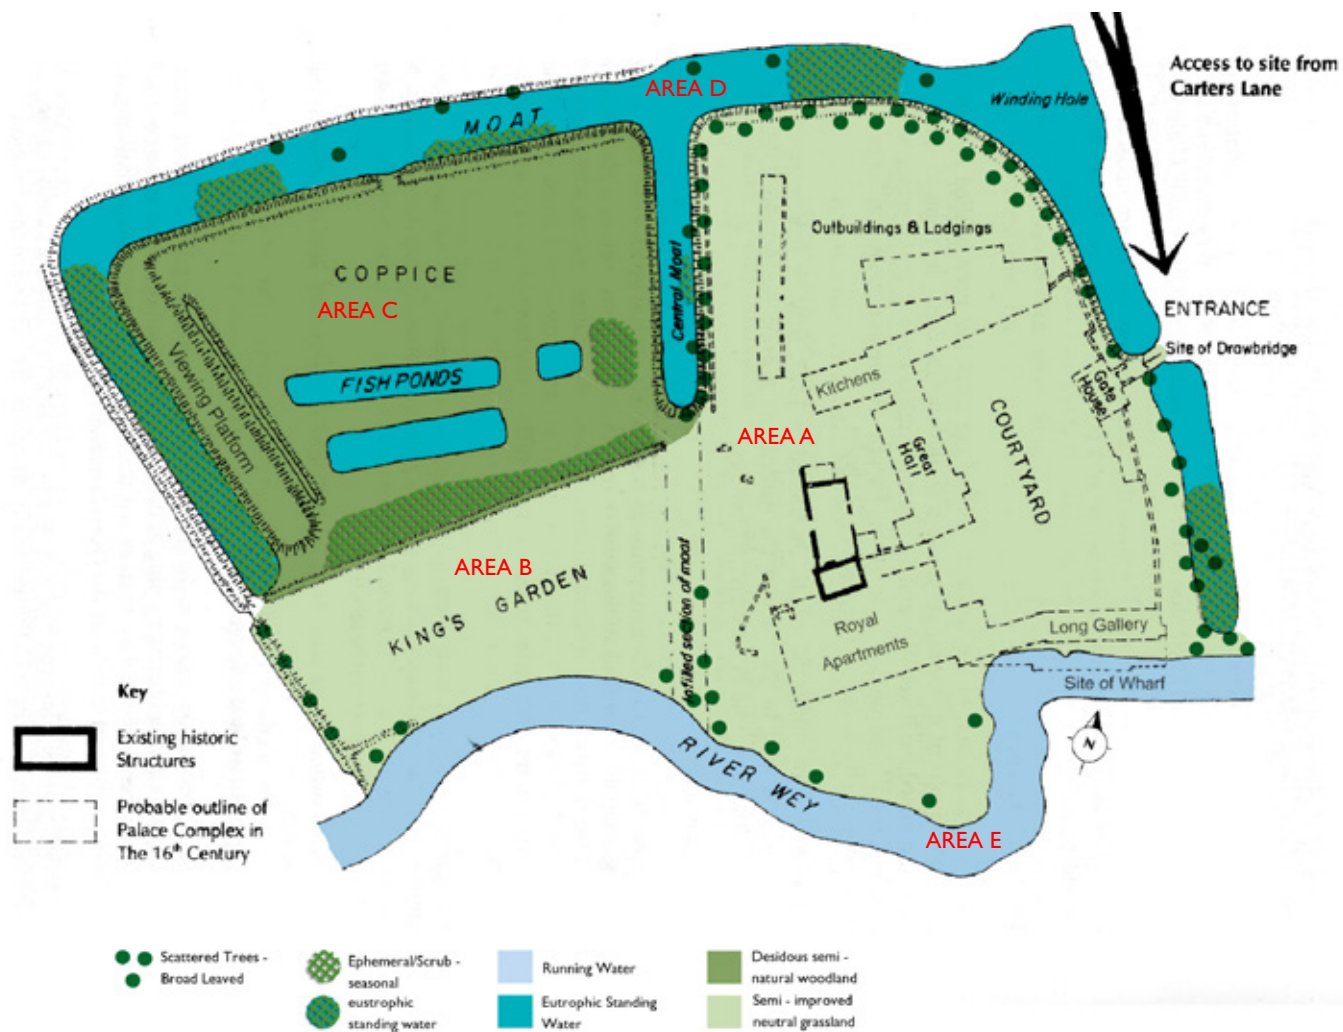 Access to site from
Carters Lane
AREA D
MOAT
Winding Hole
Outbuildings & Lodgings
COPPICE
AREA C
Central Moat
ENTRANCE
Site of Drawbridge
Viewing Platform
FISH PONDS
Kitchens
Gate
House
AREA A
Great
Hall
COURTYARD
AREA B
KING'S GARDEN
Infilled section of moat
Royal
Apartments
Long Gallery
Site of Wharf
RIVER WEY
N
AREA E
Key
Existing historic
Structures
Probable outline of
Palace Complex in
The 16th Century
Scattered Trees -
Broad Leaved
Ephemeral/Scrub -
seasonal
eustrophic
standing water
Running Water
Eutrophic Standing
Water
Desidous semi -
natural woodland
Semi - improved
neutral grassland